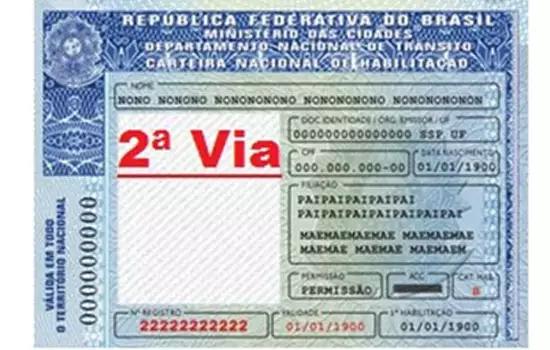 REPÚBLICA FEDERATIVA DO BRASIL
MINISTÉRIO DAS CIDADES
DEPARTAMENTO NACIONAL DE TRÂNSITO
CARTEIRA NACIONAL DE HABILITAÇÃO
NOME
NONO NONONO NONONONONO NONONONONO NONONONONON
DOC IDENTIDADE / ORG EMISSOR / UF
0000000000000000 SSP UF
2ª Via
CPF
DATA NASCIMENTO
000.000.000-00
01/01/1900
FILIAÇÃO
PAIPAIPAIPAIPAI
PAIPAIPAIPAIPAIPAIPAIPAI
MAEMAEMAEMAE MAEMAEMAE
MAEMAE MAEMAE MAEMAEM
PERMISSÃO
ACC
CAT. HAB.
PERMISSÃO
B
VÁLIDA EM TODO
O TERRITÓRIO NACIONAL
000000000
Nº REGISTRO
VALIDADE
1ª HABILITAÇÃO
22222222222
01/01/1900
01/01/1900